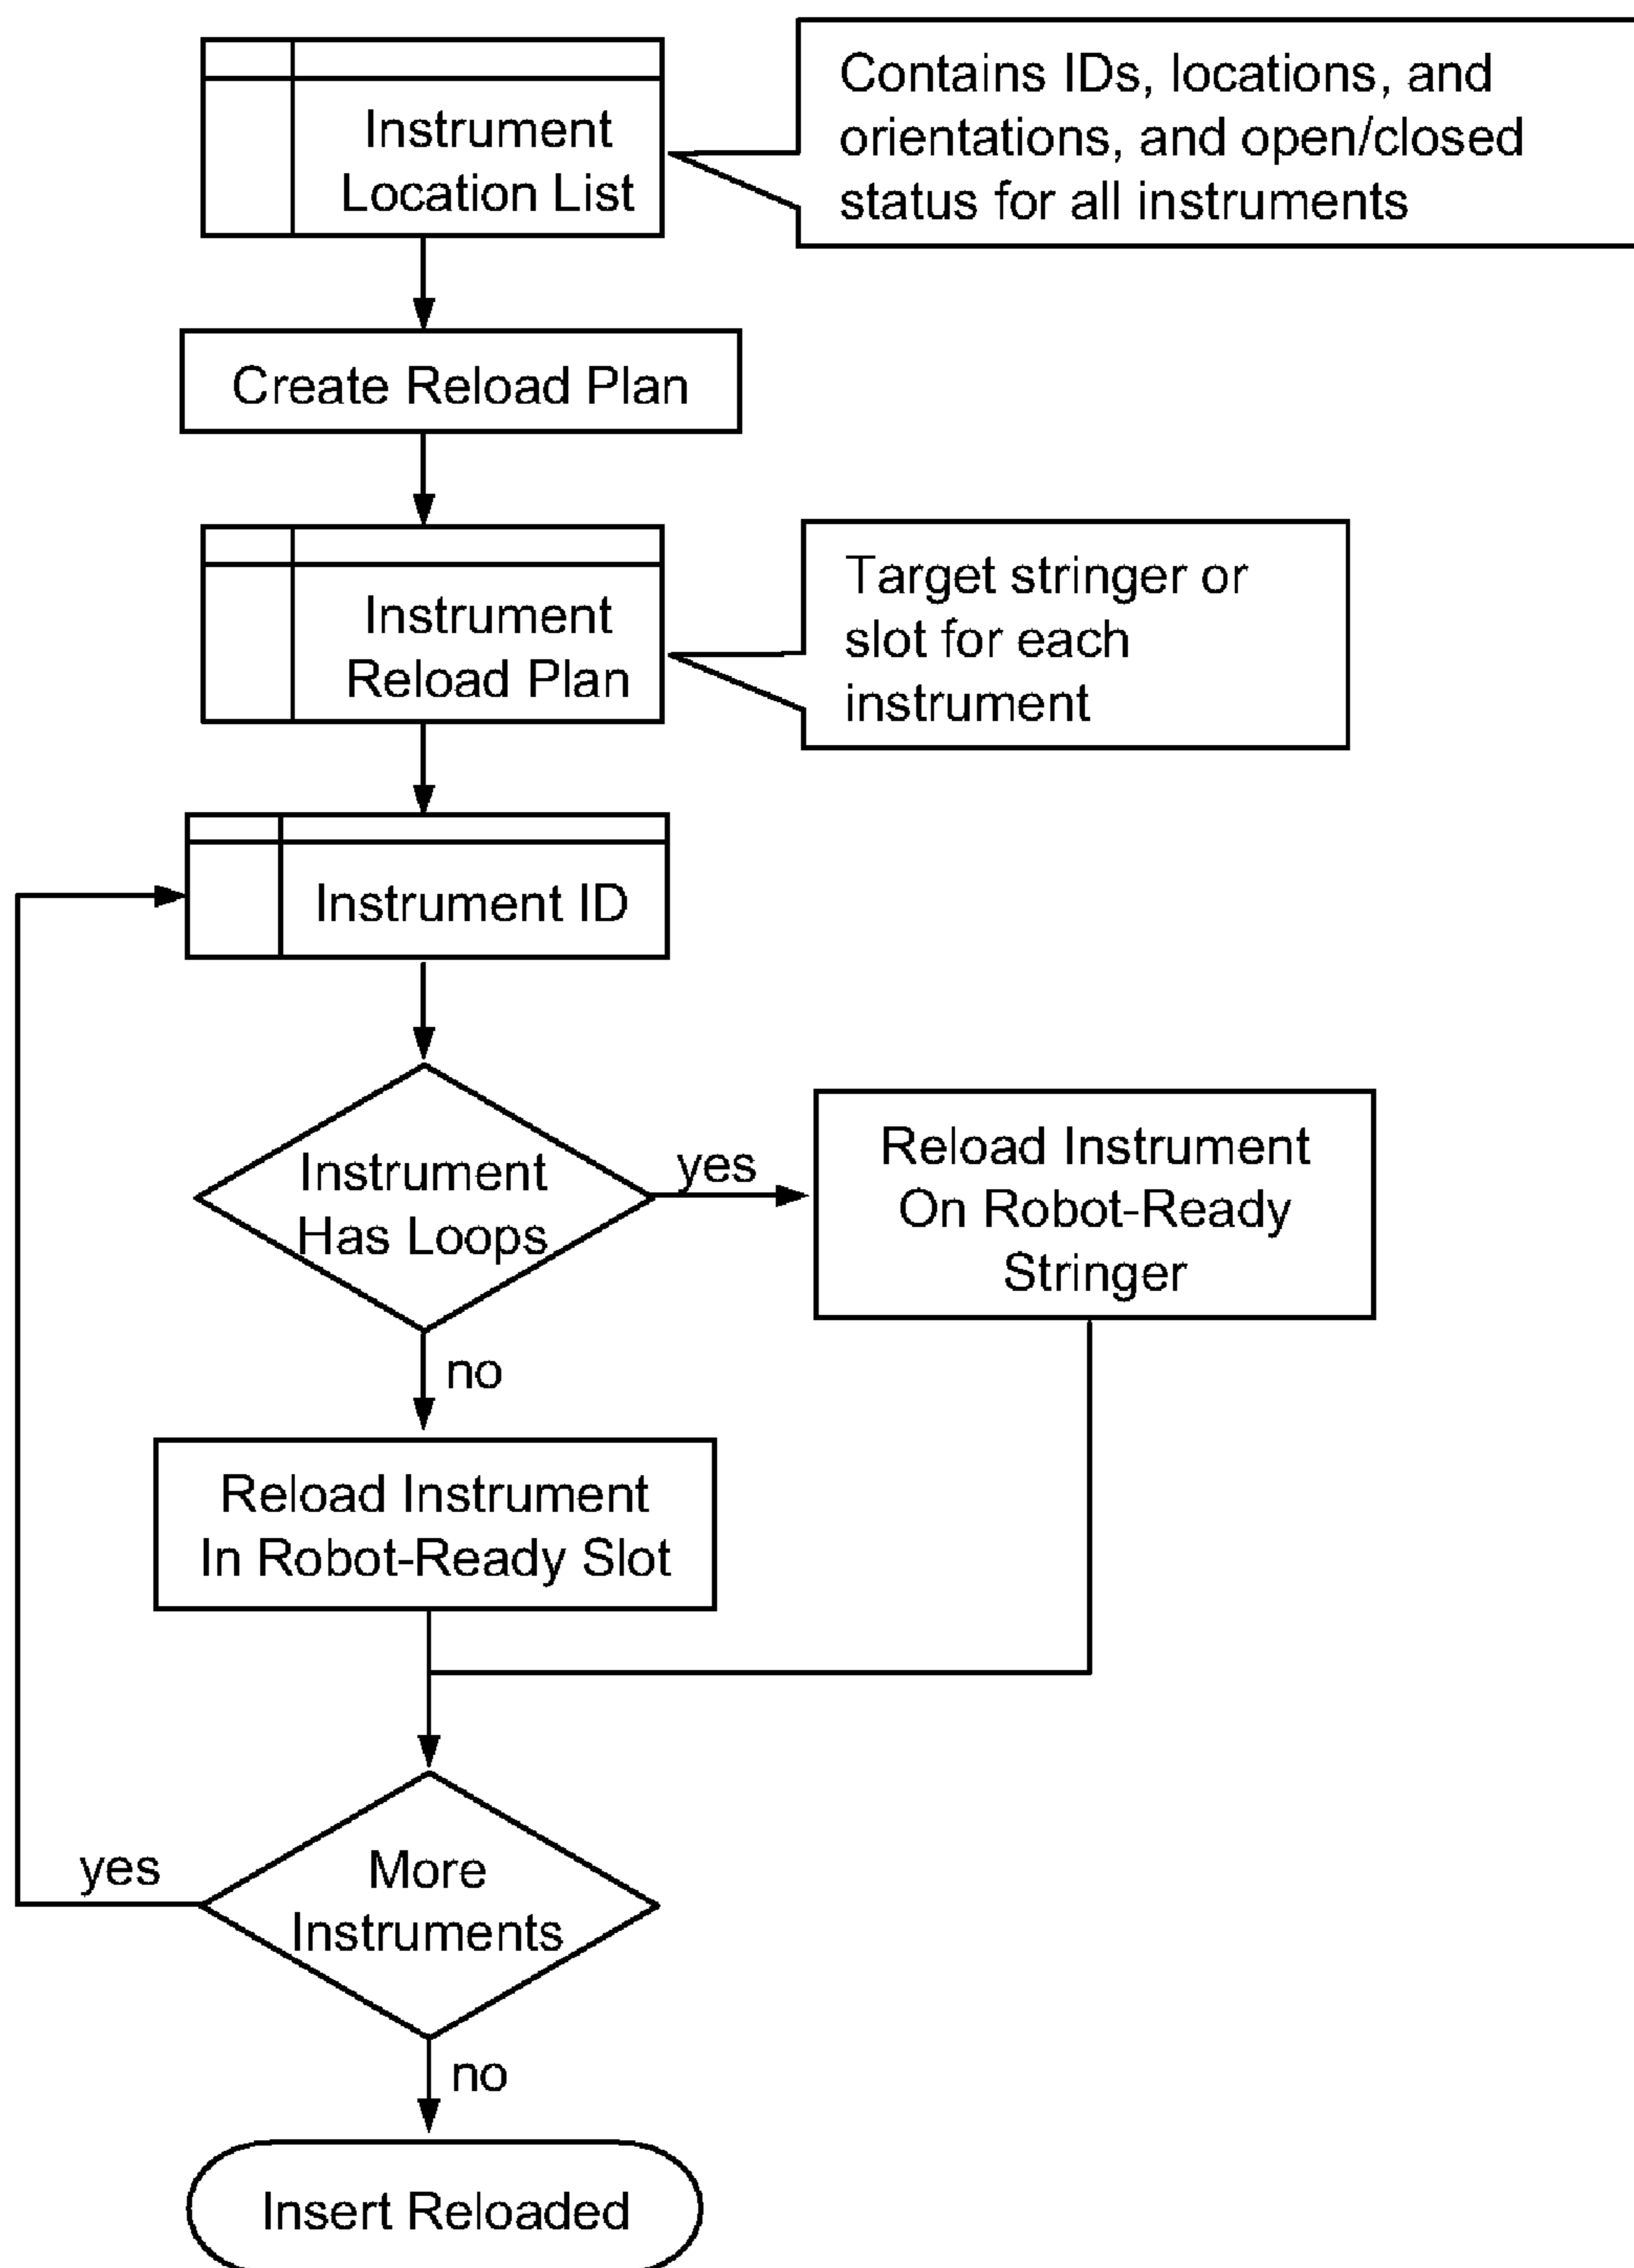 Instrument
Location List
Contains IDs, locations, and
orientations, and open/closed
status for all instruments
Create Reload Plan
Instrument
Reload Plan
Target stringer or
slot for each
instrument
Instrument ID
Instrument
Has Loops
yes
Reload Instrument
On Robot-Ready
Stringer
no
Reload Instrument
In Robot-Ready Slot
More
Instruments
yes
no
Insert Reloaded